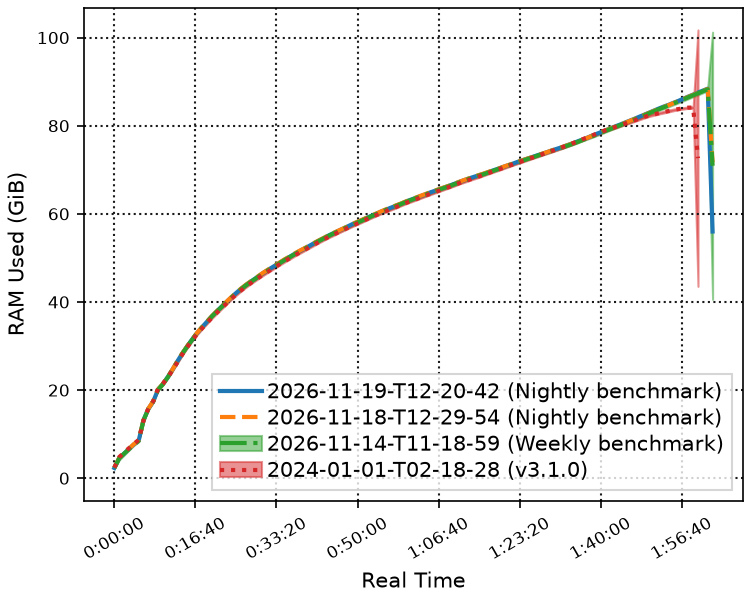 100
80
60
40
20
0
RAM Used (GiB)
2026-11-19-T12-20-42 (Nightly benchmark)
2026-11-18-T12-29-54 (Nightly benchmark)
2026-11-14-T11-18-59 (Weekly benchmark)
2024-01-01-T02-18-28 (v3.1.0)
0:00:00
0:16:40
0:33:20
0:50:00
1:06:40
1:23:20
1:40:00
1:56:40
Real Time